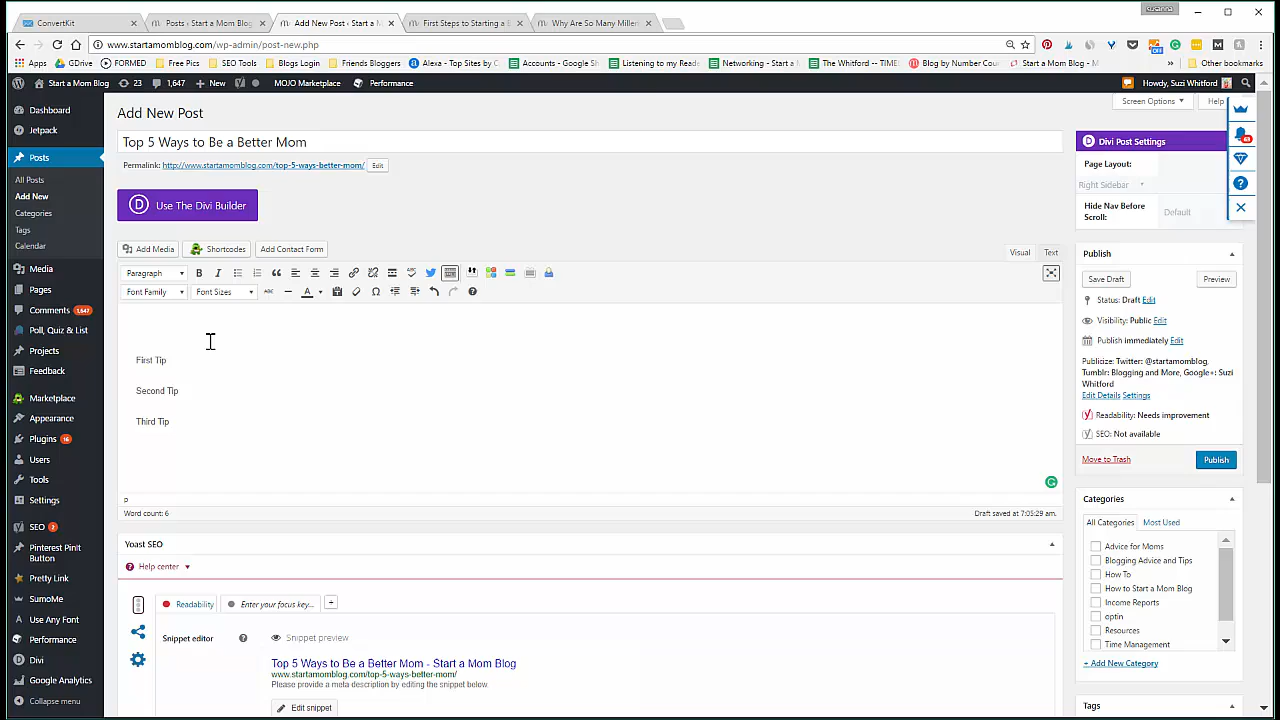 suzanna
ConvertKit
Posts ‹ Start a Mom Blog
Add New Post ‹ Start a M
First Steps to Starting a B
Why Are So Many Millen
www.startamomblog.com/wp-admin/post-new.php
Apps GDrive FORMED Free Pics SEO Tools Blogs Login Friends Bloggers Alexa - Top Sites by C Accounts - Google Sh Listening to my Reade Networking - Start a The Whitford -- TIME Blog by Number Cou Start a Mom Blog - M » Other bookmarks
Start a Mom Blog 23 1,647 + New MOJO Marketplace Performance Howdy, Suzi Whitford
Dashboard
Jetpack
Posts
All Posts
Add New
Categories
Tags
Calendar
Media
Pages
Comments 1,647
Poll, Quiz & List
Projects
Feedback
Marketplace
Appearance
Plugins 16
Users
Tools
Settings
SEO 2
Pinterest PinIt
Button
Pretty Link
SumoMe
Use Any Font
Performance
Divi
Google Analytics
Collapse menu
Add New Post
Screen Options
Help
Top 5 Ways to Be a Better Mom
Permalink: http://www.startamomblog.com/top-5-ways-better-mom/ Edit
Use The Divi Builder
Add Media Shortcodes Add Contact Form
Visual Text
Paragraph
Font Family Font Sizes
First Tip
Second Tip
Third Tip
p
Word count: 6
Draft saved at 7:05:29 am.
Yoast SEO
Help center
Readability Enter your focus key... +
Snippet editor Snippet preview
Top 5 Ways to Be a Better Mom - Start a Mom Blog
www.startamomblog.com/top-5-ways-better-mom/
Please provide a meta description by editing the snippet below.
Edit snippet
Divi Post Settings
Page Layout:
Right Sidebar
Hide Nav Before
Scroll:
Default
Publish
Save Draft Preview
Status: Draft Edit
Visibility: Public Edit
Publish immediately Edit
Publicize: Twitter: @startamomblog,
Tumblr: Blogging and More, Google+: Suzi
Whitford
Edit Details Settings
Readability: Needs improvement
SEO: Not available
Move to Trash Publish
Categories
All Categories Most Used
Advice for Moms
Blogging Advice and Tips
How To
How to Start a Mom Blog
Income Reports
optin
Resources
Time Management
+ Add New Category
Tags